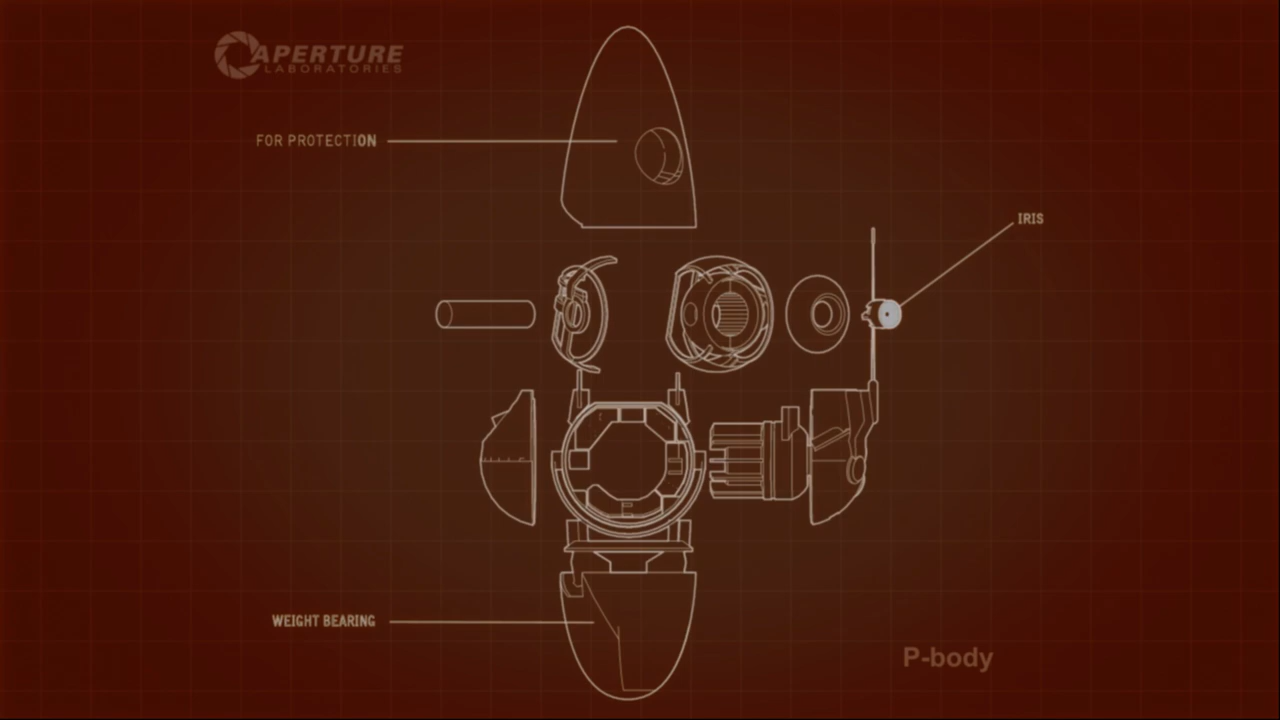 APERTURE
LABORATORIES
FOR PROTECTION
IRIS
WEIGHT BEARING
P-body